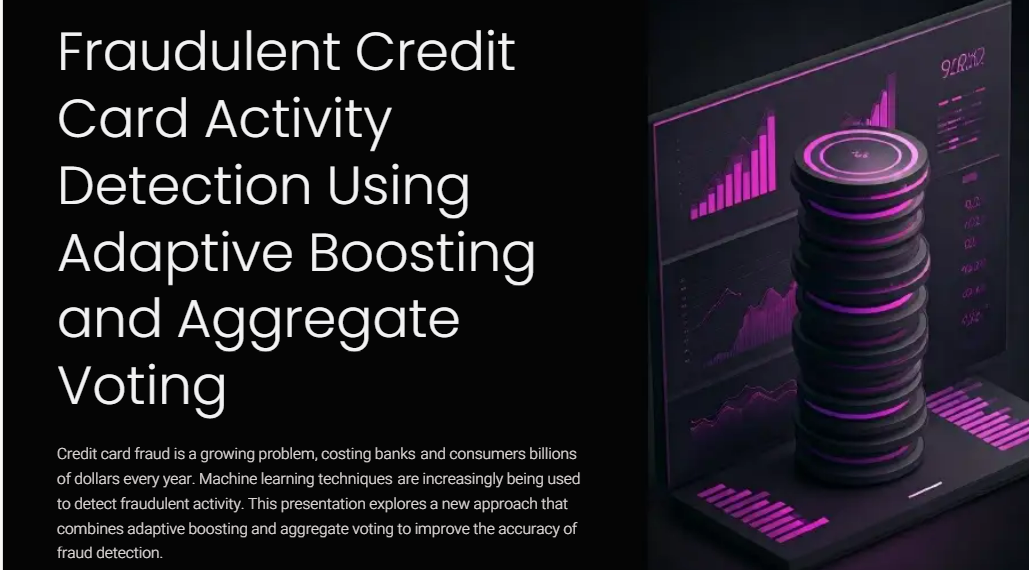 Fraudulent Credit
Card Activity
Detection Using
Adaptive Boosting
and Aggregate
Voting
Credit card fraud is a growing problem, costing banks and consumers billions
of dollars every year. Machine learning techniques are increasingly being used
to detect fraudulent activity. This presentation explores a new approach that
combines adaptive boosting and aggregate voting to improve the accuracy of
fraud detection.